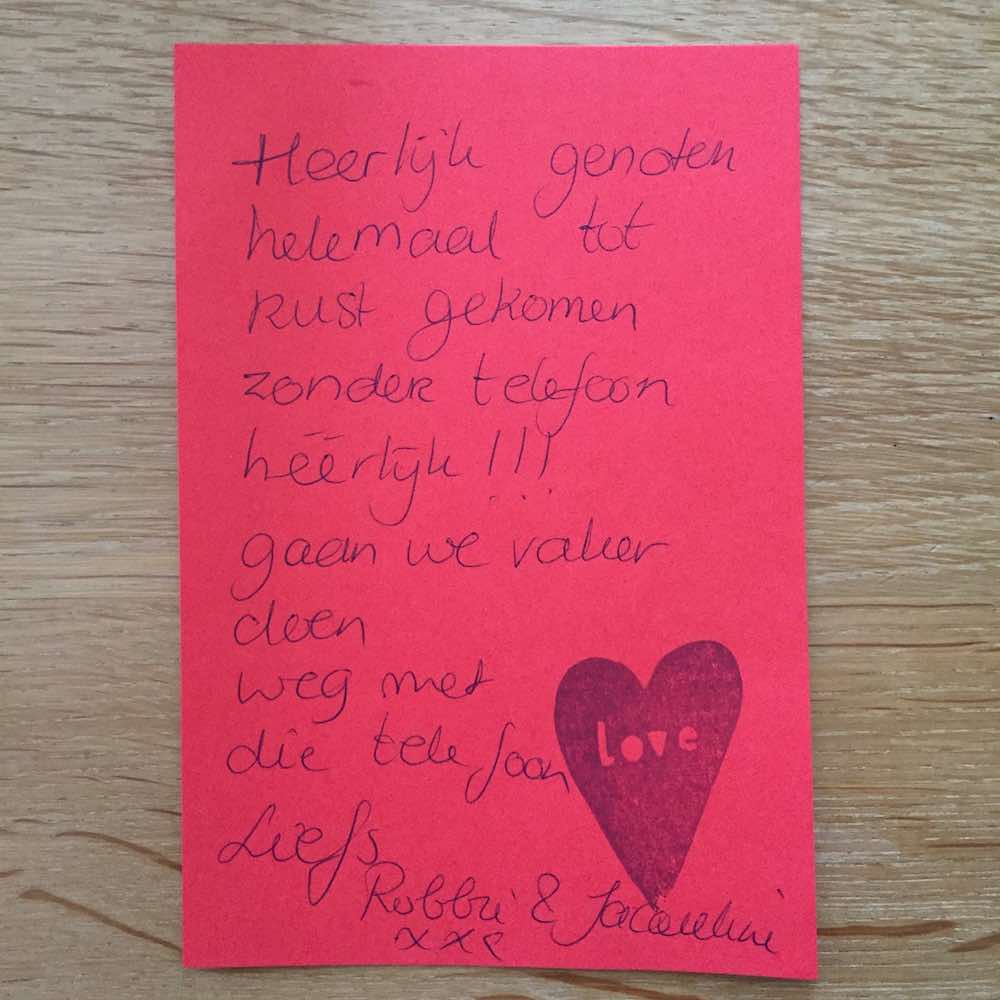 Heerlijk genoten
helemaal tot
rust gekomen
zonder telefoon
héérlijk !!!
gaan we vaker
doen
weg met
die telefoon
love
Liefs
Robbie & Jacqueline
xxx